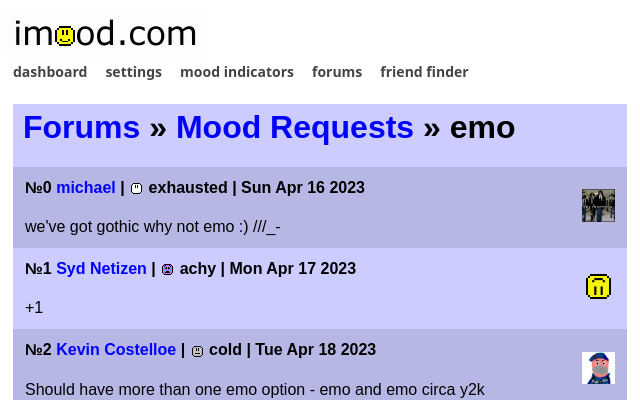 imood.com
dashboard settings mood indicators forums friend finder
Forums » Mood Requests » emo
№0 michael | exhausted | Sun Apr 16 2023
we've got gothic why not emo :) ///_-
№1 Syd Netizen | achy | Mon Apr 17 2023
+1
№2 Kevin Costelloe | cold | Tue Apr 18 2023
Should have more than one emo option - emo and emo circa y2k